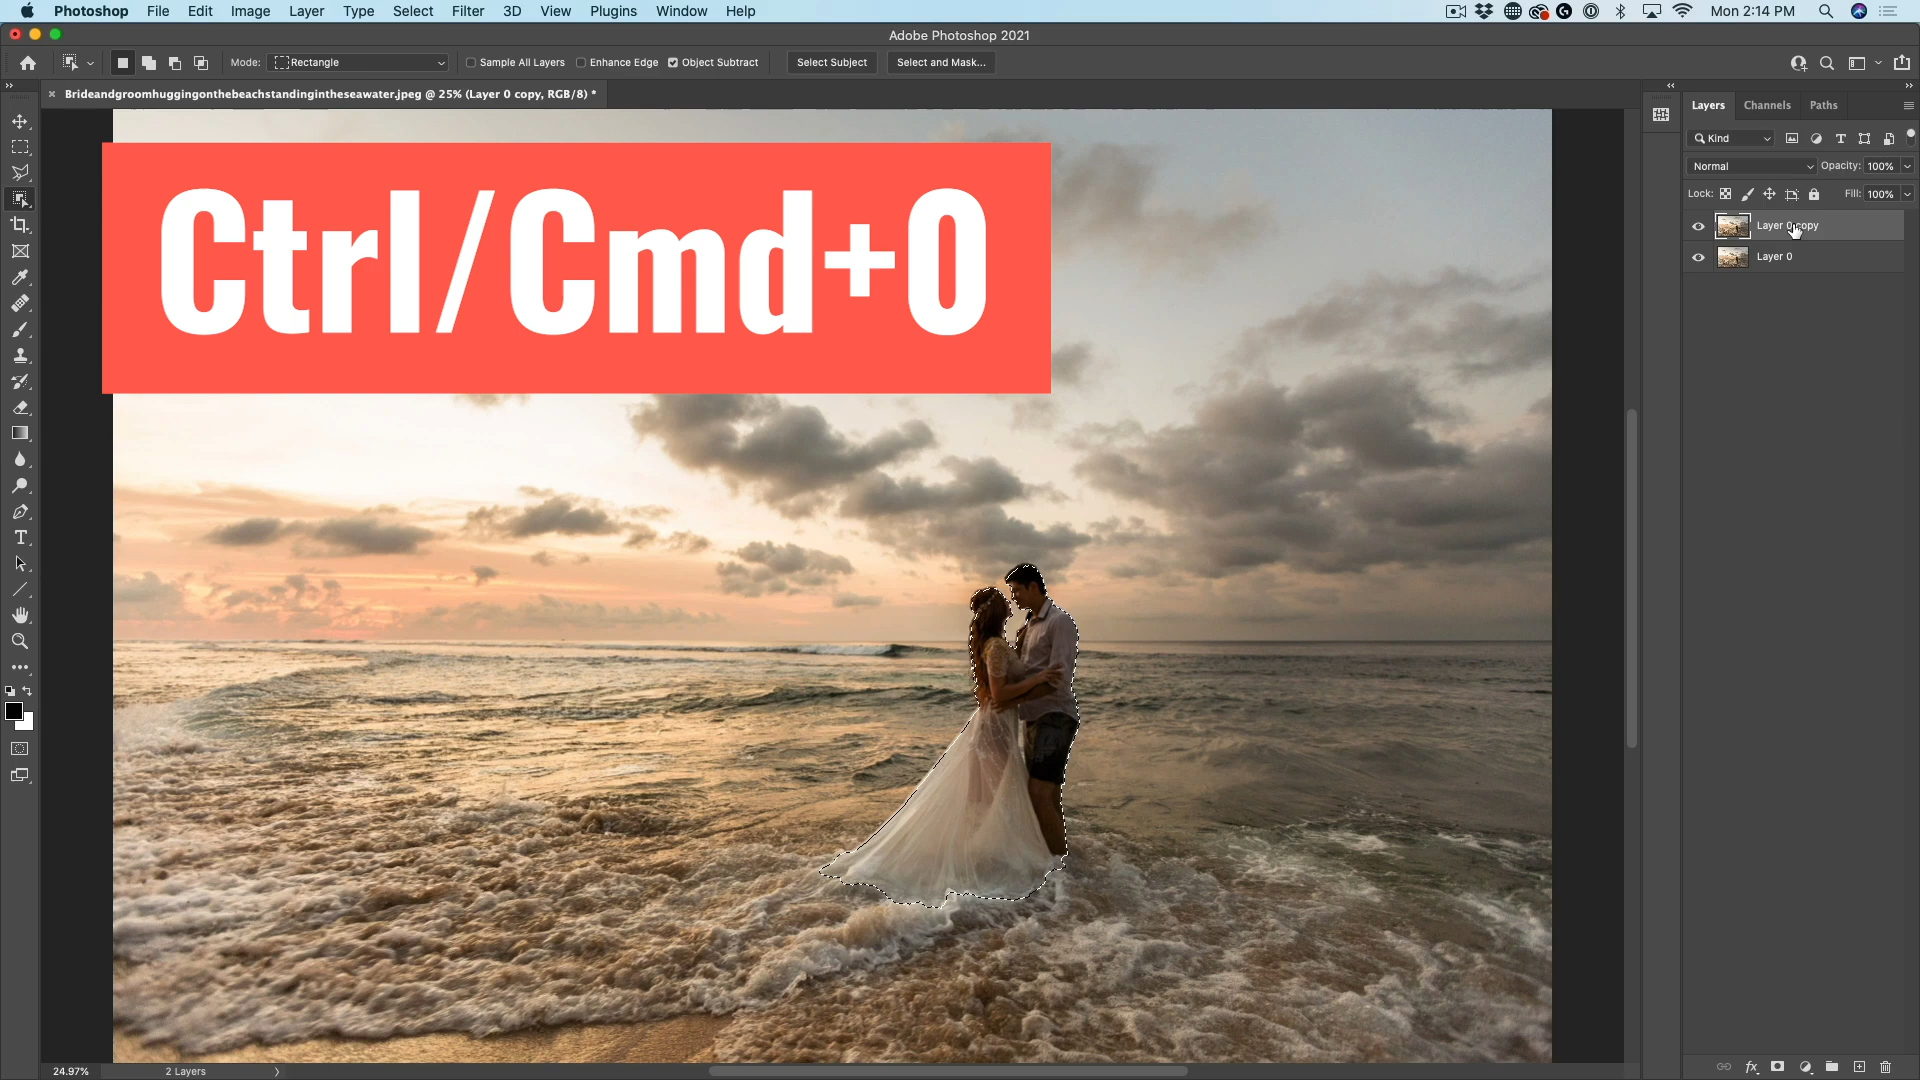 Photoshop File Edit Image Layer Type Select Filter 3D View Plugins Window Help Mon 2:14 PM
Adobe Photoshop 2021
Mode: Rectangle Sample All Layers Enhance Edge Object Subtract Select Subject Select and Mask...
Brideandgroomhuggingonthebeachstandingintheseawater.jpeg @ 25% (Layer 0 copy, RGB/8) *
Layers Channels Paths
Kind
Normal Opacity: 100%
Lock: Fill: 100%
Layer 0 copy
Layer 0
Ctrl/Cmd+0
24.97% 2 Layers